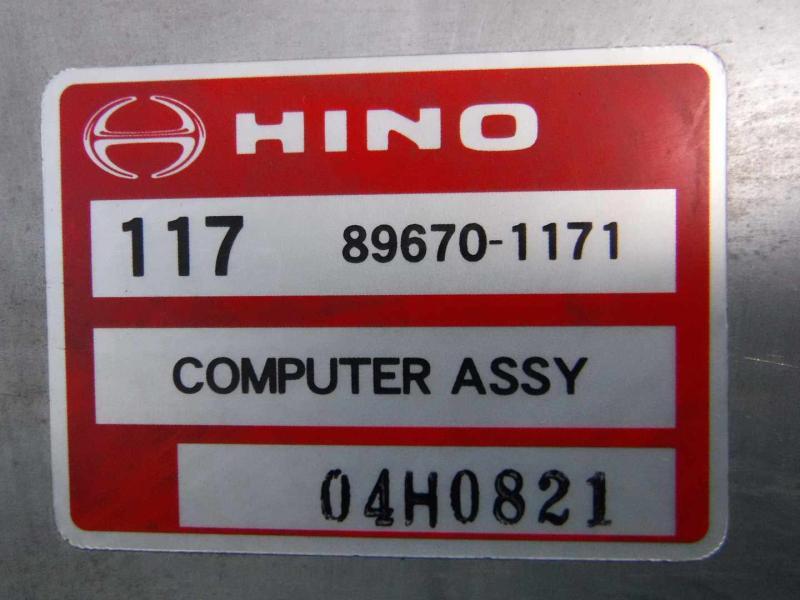 HINO
117 89670-1171
COMPUTER ASSY
04H0821